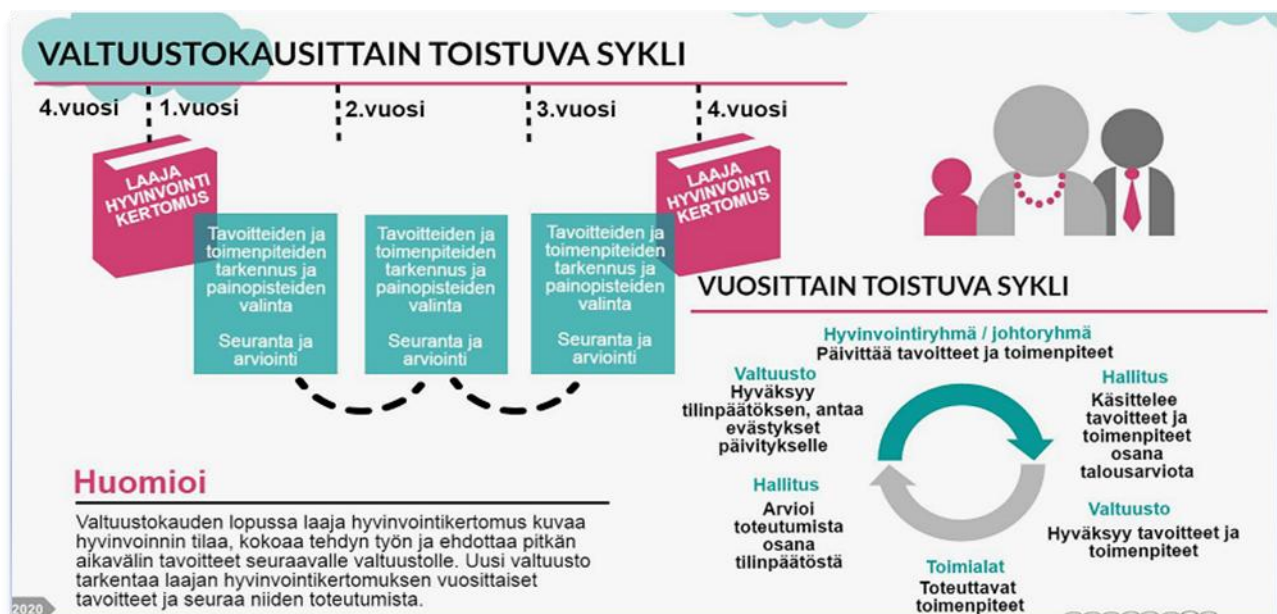 VALTUUSTOKAUSITTAIN TOISTUVA SYKLI
4.vuosi
1.vuosi
2.vuosi
3.vuosi
4.vuosi
LAAJA
HYVINVOINTI
KERTOMUS
LAAJA
HYVINVOINTI
KERTOMUS
Tavoitteiden ja
toimenpiteiden
tarkennus ja
painopisteiden
valinta
Seuranta ja
arviointi
Tavoitteiden ja
toimenpiteiden
tarkennus ja
painopisteiden
valinta
Seuranta ja
arviointi
Tavoitteiden ja
toimenpiteiden
tarkennus ja
painopisteiden
valinta
Seuranta ja
arviointi
VUOSITTAIN TOISTUVA SYKLI
Hyvinvointiryhmä / johtoryhmä
Päivittää tavoitteet ja toimenpiteet
Hallitus
Käsittelee
tavoitteet ja
toimenpiteet
osana
talousarviota
Valtuusto
Hyväksyy tavoitteet ja
toimenpiteet
Toimialat
Toteuttavat
toimenpiteet
Hallitus
Arvioi
toteutumista
osana
tilinpäätöstä
Valtuusto
Hyväksyy
tilinpäätöksen, antaa
evästykset
päivitykselle
Huomioi
Valtuustokauden lopussa laaja hyvinvointikertomus kuvaa
hyvinvoinnin tilaa, kokoaa tehdyn työn ja ehdottaa pitkän
aikavälin tavoitteet seuraavalle valtuustolle. Uusi valtuusto
tarkentaa laajan hyvinvointikertomuksen vuosittaiset
tavoitteet ja seuraa niiden toteutumista.
2020